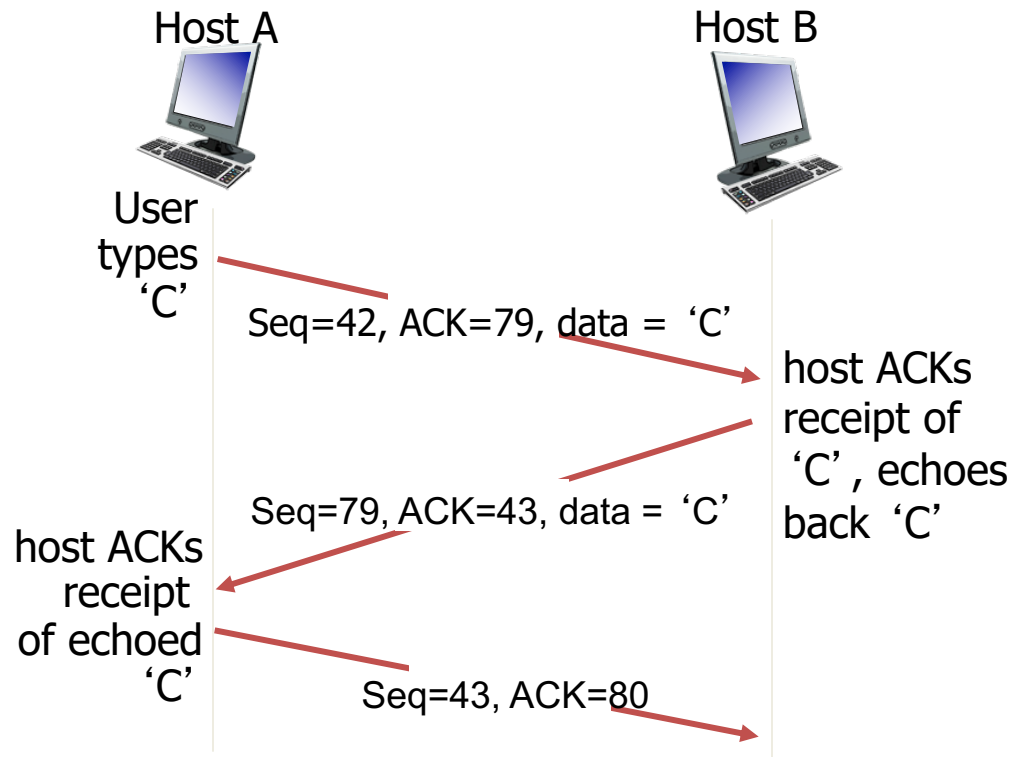 Host A
Host B
User
types
‘C’
Seq=42, ACK=79, data = ‘C’
host ACKs
receipt of
‘C’, echoes
back ‘C’
Seq=79, ACK=43, data = ‘C’
host ACKs
receipt
of echoed
‘C’
Seq=43, ACK=80